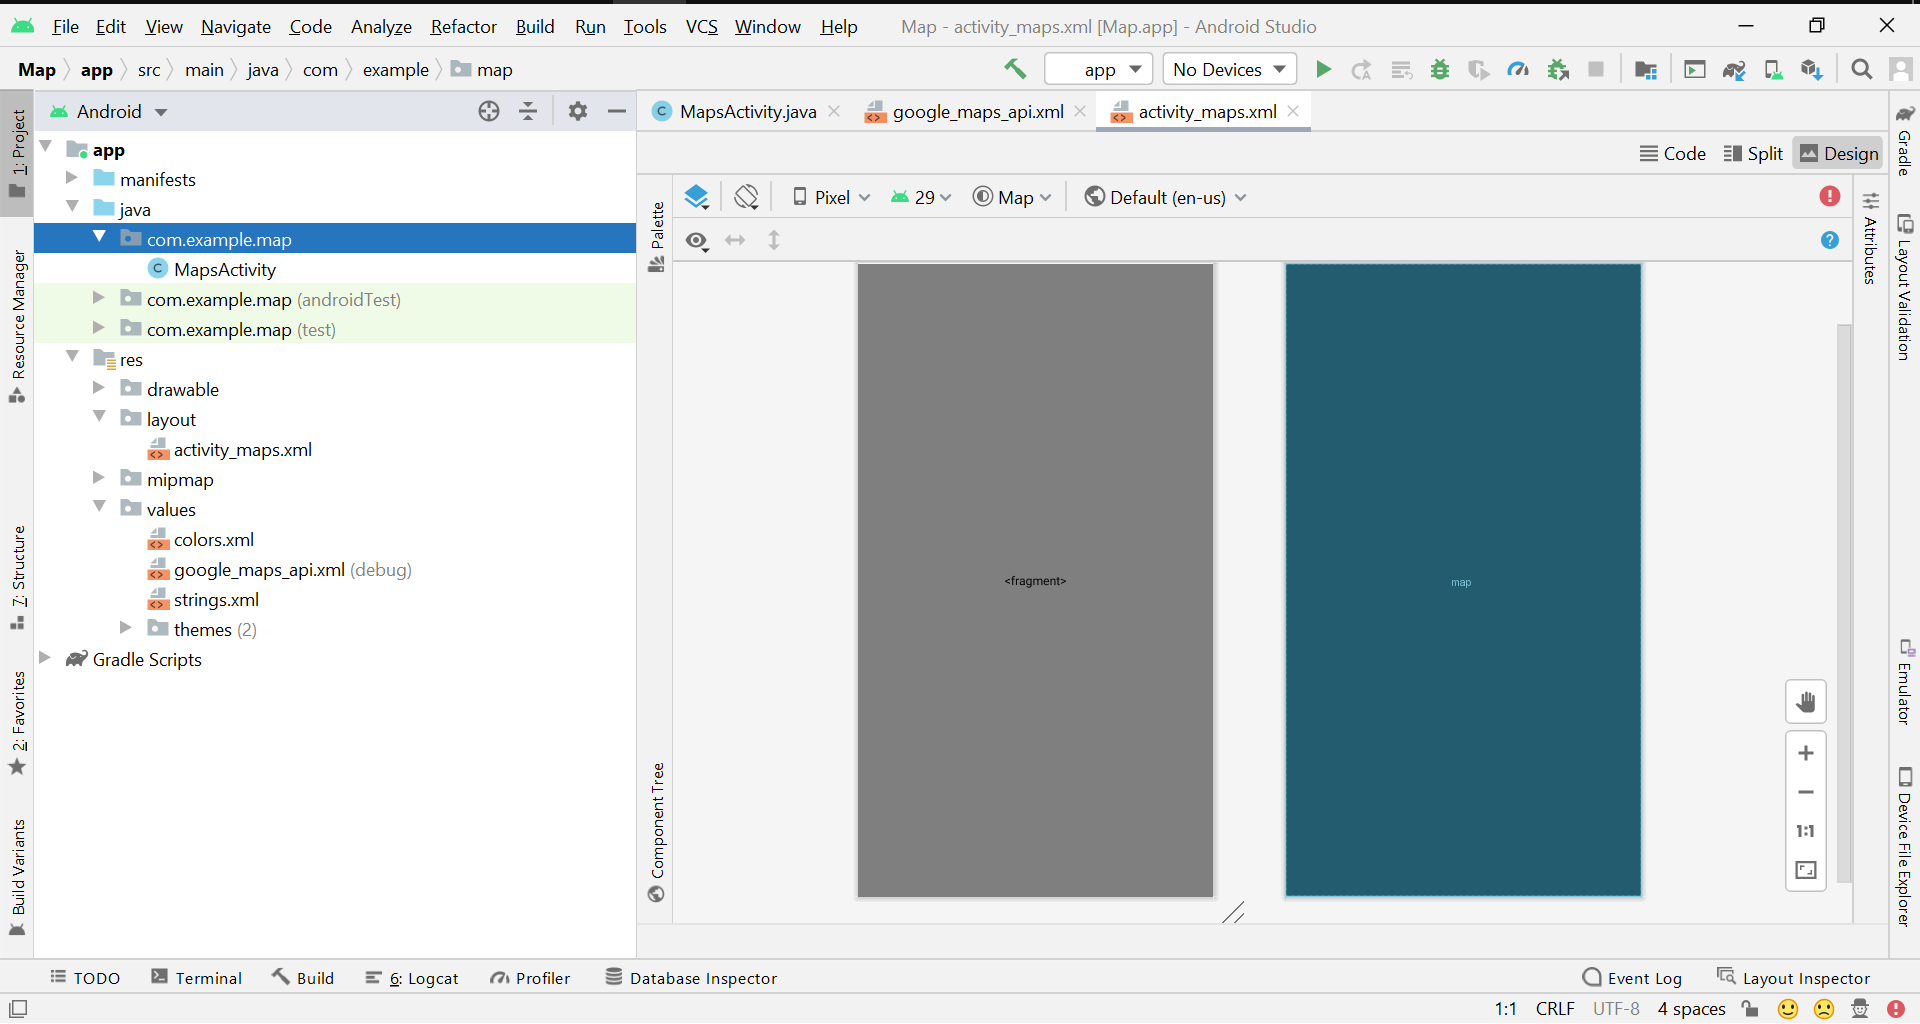 File Edit View Navigate Code Analyze Refactor Build Run Tools VCS Window Help Map - activity_maps.xml [Map.app] - Android Studio
Map app src main java com example map app No Devices
Android
MapsActivity.java google_maps_api.xml activity_maps.xml
Code Split Design
Pixel 29 Map Default (en-us)
1: Project
Resource Manager
7: Structure
2: Favorites
Build Variants
app
manifests
java
com.example.map
MapsActivity
com.example.map (androidTest)
com.example.map (test)
res
drawable
layout
activity_maps.xml
mipmap
values
colors.xml
google_maps_api.xml (debug)
strings.xml
themes (2)
Gradle Scripts
Palette
Component Tree
<fragment>
map
1:1
Attributes
Gradle
Layout Validation
Emulator
Device File Explorer
TODO Terminal Build 6: Logcat Profiler Database Inspector Event Log Layout Inspector
1:1 CRLF UTF-8 4 spaces